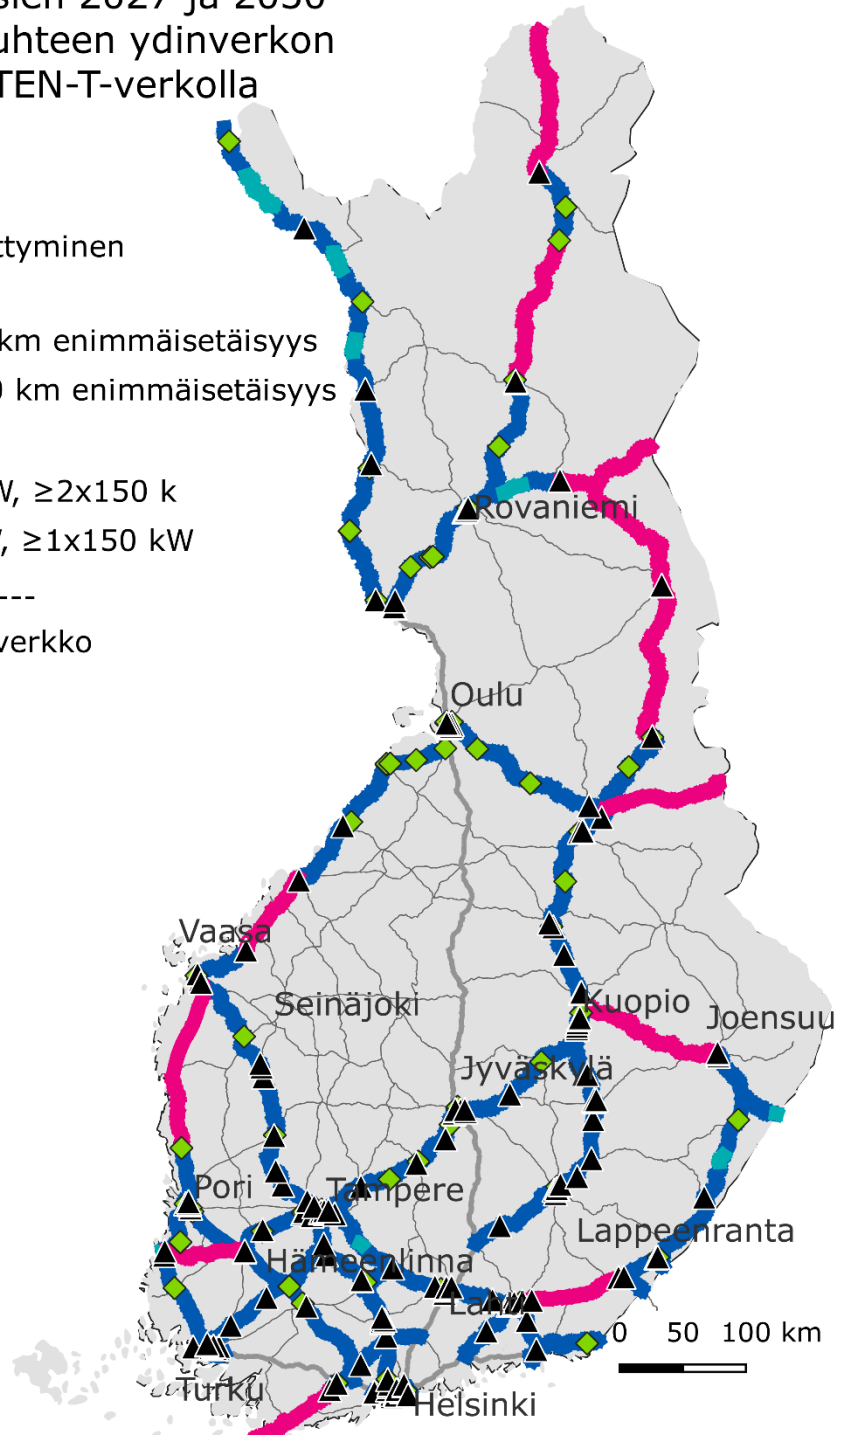 uhteen ydinverkon
TEN-T-verkolla
ttyminen
km enimmäisetäisyys
0 km enimmäisetäisyys
W, ≥2x150 k
, ≥1x150 kW
---
verkko
Rovaniemi
Oulu
Vaasa
Seinäjoki
Kuopio
Joensuu
Jyväskylä
Pori
Tampere
Lappeenranta
Hämeenlinna
Lahti
0 50 100 km
Turku
Helsinki